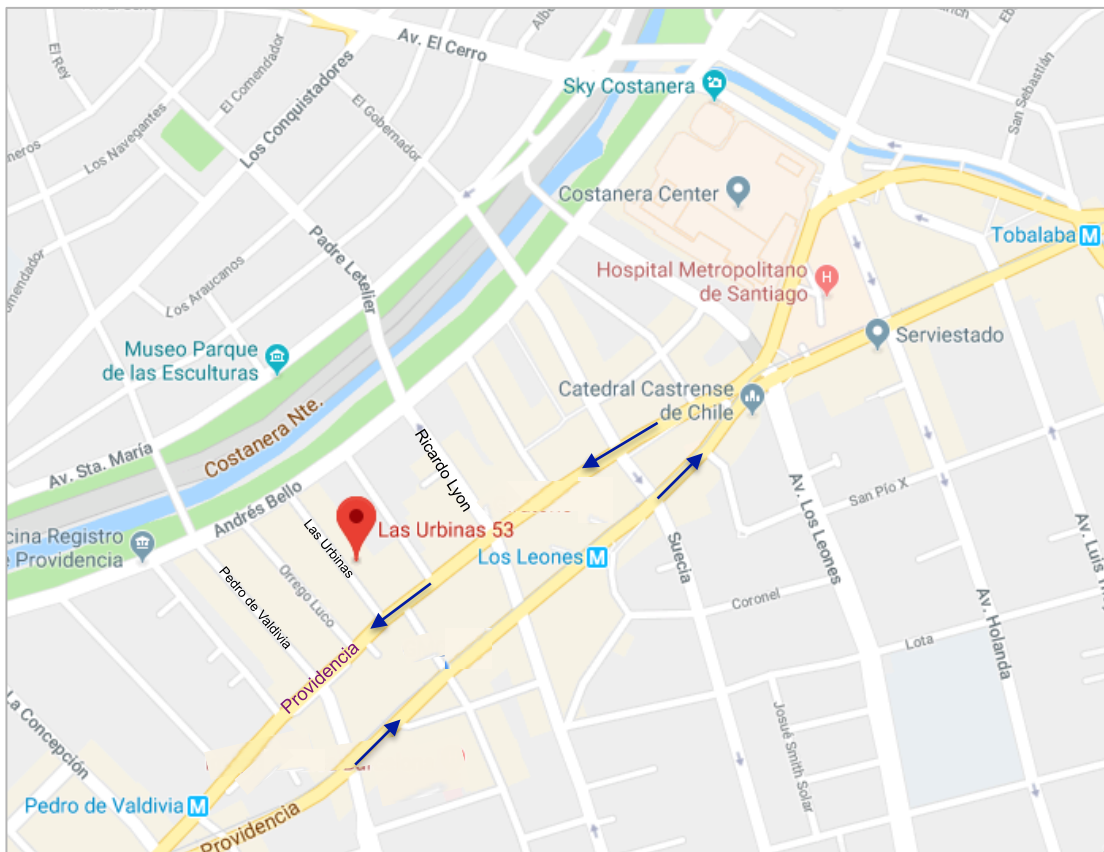 El Rey
El Comendador
Los Navegantes
Los Conquistadores
Av. El Cerro
El Gobernador
Sky Costanera
San Sebastián
Costanera Center
Tobalaba M
Hospital Metropolitano
de Santiago
H
Padre Letelier
Los Araucanos
Serviestado
Museo Parque
de las Esculturas
Catedral Castrense
de Chile
Costanera Nte.
Av. Sta. María
Ricardo Lyon
Andrés Bello
Las Urbinas 53
Las Urbinas
Orrego Luco
Pedro de Valdivia
Registro
Providencia
Los Leones M
Suecia
Av. Los Leones
San Pío X
Av. Luis
Av. Holanda
Coronel
Lota
Josué Smith Solar
Providencia
La Concepción
Pedro de Valdivia M
Providencia